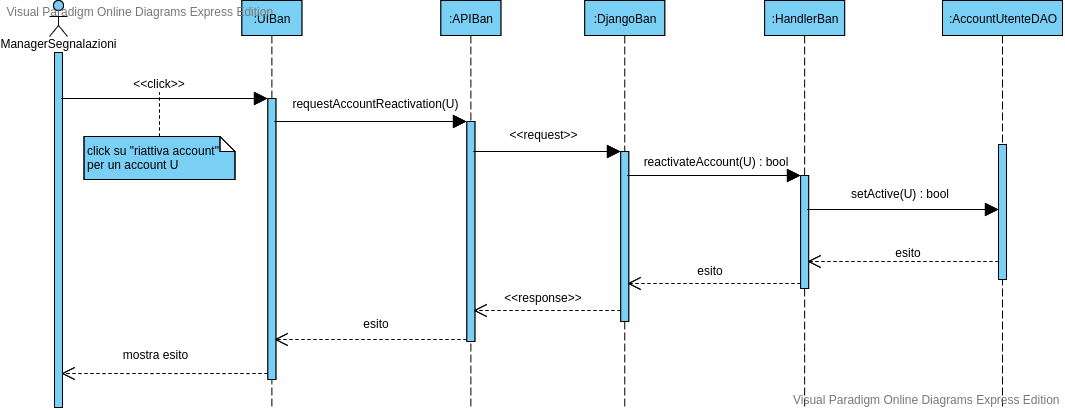 Visual Paradigm Online Diagrams Express Edition
:UIBan
:APIBan
:DjangoBan
:HandlerBan
:AccountUtenteDAO
ManagerSegnalazioni
<<click>>
requestAccountReactivation(U)
<<request>>
click su "riattiva account"
per un account U
reactivateAccount(U) : bool
setActive(U) : bool
esito
esito
<<response>>
esito
mostra esito
Visual Paradigm Online Diagrams Express Edition